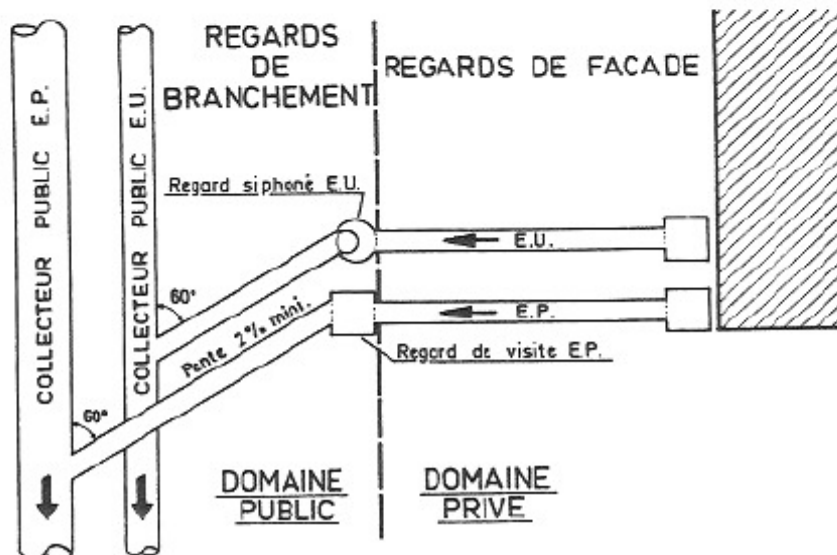 REGARDS
DE
BRANCHEMENT
REGARDS DE FAÇADE
COLLECTEUR PUBLIC E.P.
COLLECTEUR PUBLIC E.U.
Regard siphoné E.U.
E.U.
60°
Pente 2% mini.
E.P.
Regard de visite E.P.
60°
DOMAINE
PUBLIC
DOMAINE
PRIVE